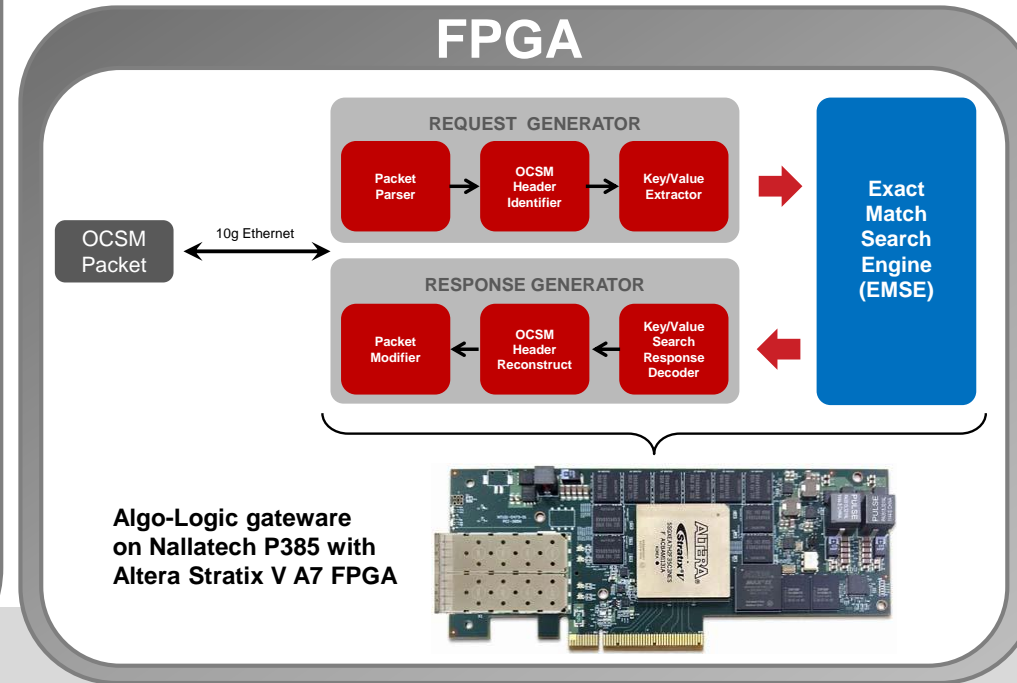 FPGA
REQUEST GENERATOR
Packet
Parser
OCSM
Header
Identifier
Key/Value
Extractor
Exact
Match
Search
Engine
(EMSE)
OCSM
Packet
10g Ethernet
RESPONSE GENERATOR
Packet
Modifier
OCSM
Header
Reconstruct
Key/Value
Search
Response
Decoder
Algo-Logic gateware
on Nallatech P385 with
Altera Stratix V A7 FPGA
ALTERA
Stratix V
PULSE